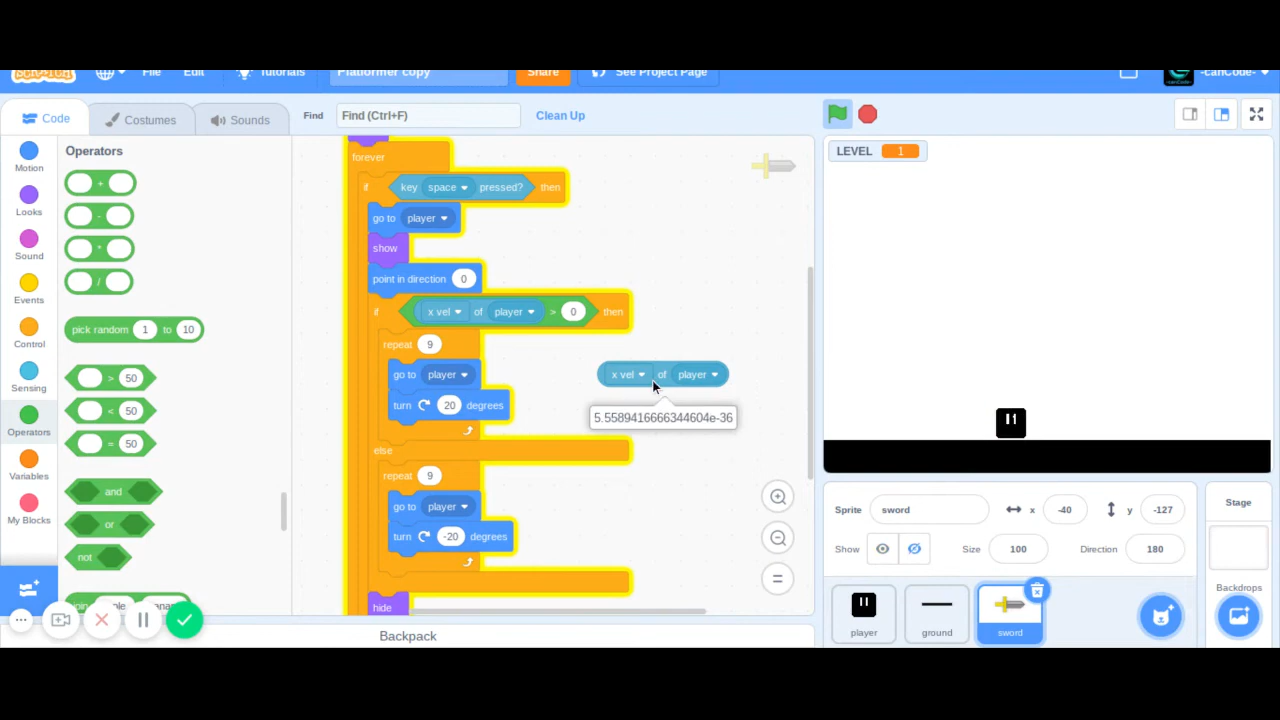 SCRATCH File Edit Tutorials Platformer copy Share See Project Page -canCode-
Code Costumes Sounds Find Find (Ctrl+F) Clean Up
Motion
Looks
Sound
Events
Control
Sensing
Operators
Variables
My Blocks
Operators
+
-
*
/
pick random 1 to 10
> 50
< 50
= 50
and
or
not
forever
if key space pressed? then
go to player
show
point in direction 0
if x vel of player > 0 then
repeat 9
go to player
turn 20 degrees
else
repeat 9
go to player
turn -20 degrees
hide
x vel of player
5.5589416666344604e-36
Backpack
LEVEL 1
Sprite sword x -40 y -127
Show Size 100 Direction 180
player ground sword
Stage
Backdrops